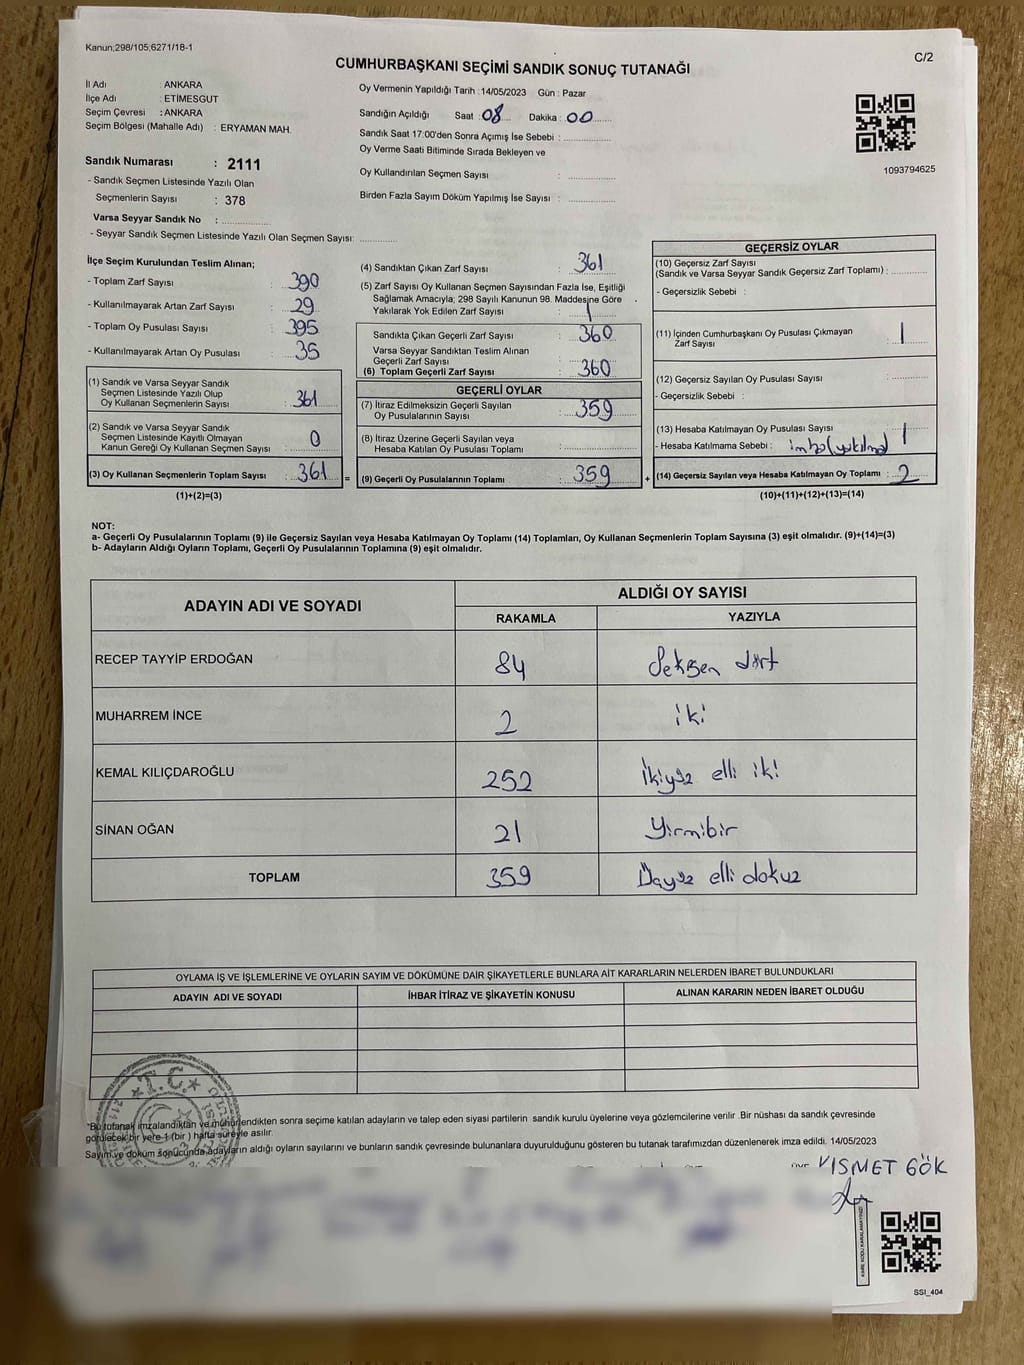 Kanun;298/105;6271/18-1
C/2
CUMHURBAŞKANI SEÇİMİ SANDIK SONUÇ TUTANAĞI
İl Adı : ANKARA
İlçe Adı : ETİMESGUT
Seçim Çevresi : ANKARA
Seçim Bölgesi (Mahalle Adı) : ERYAMAN MAH.
Sandık Numarası : 2111
- Sandık Seçmen Listesinde Yazılı Olan
Seçmenlerin Sayısı : 378
Varsa Seyyar Sandık No : ..............
- Seyyar Sandık Seçmen Listesinde Yazılı Olan Seçmen Sayısı: ............
Oy Vermenin Yapıldığı Tarih : 14/05/2023 Gün : Pazar
Sandığın Açıldığı Saat : 08 Dakika : 00
Sandık Saat 17:00'den Sonra Açımış İse Sebebi : ..............
Oy Verme Saati Bitiminde Sırada Bekleyen ve
Oy Kullandırılan Seçmen Sayısı : ..............
Birden Fazla Sayım Döküm Yapılmış İse Sayısı : ..............
1093794625
İlçe Seçim Kurulundan Teslim Alınan;
- Toplam Zarf Sayısı : 390
- Kullanılmayarak Artan Zarf Sayısı : 29
- Toplam Oy Pusulası Sayısı : 395
- Kullanılmayarak Artan Oy Pusulası : 35
(1) Sandık ve Varsa Seyyar Sandık
Seçmen Listesinde Yazılı Olup
Oy Kullanan Seçmenlerin Sayısı : 361
(2) Sandık ve Varsa Seyyar Sandık
Seçmen Listesinde Kayıtlı Olmayan
Kanun Gereği Oy Kullanan Seçmen Sayısı : 0
(3) Oy Kullanan Seçmenlerin Toplam Sayısı : 361 =
(1)+(2)=(3)
(4) Sandıktan Çıkan Zarf Sayısı : 361
(5) Zarf Sayısı Oy Kullanan Seçmen Sayısından Fazla İse, Eşitliği
Sağlamak Amacıyla, 298 Sayılı Kanunun 98. Maddesine Göre
Yakılarak Yok Edilen Zarf Sayısı : 1
Sandıkta Çıkan Geçerli Zarf Sayısı : 360
Varsa Seyyar Sandıktan Teslim Alınan
Geçerli Zarf Sayısı
(6) Toplam Geçerli Zarf Sayısı : 360
GEÇERLİ OYLAR
(7) İtiraz Edilmeksizin Geçerli Sayılan
Oy Pusulalarının Sayısı : 359
(8) İtiraz Üzerine Geçerli Sayılan veya
Hesaba Katılan Oy Pusulası Toplamı : ..............
(9) Geçerli Oy Pusulalarının Toplamı : 359 +
GEÇERSİZ OYLAR
(10) Geçersiz Zarf Sayısı
(Sandık ve Varsa Seyyar Sandık Geçersiz Zarf Toplamı) : ............
- Geçersizlik Sebebi :
(11) İçinden Cumhurbaşkanı Oy Pusulası Çıkmayan
Zarf Sayısı : 1
(12) Geçersiz Sayılan Oy Pusulası Sayısı : ............
- Geçersizlik Sebebi :
(13) Hesaba Katılmayan Oy Pusulası Sayısı : 1
- Hesaba Katılmama Sebebi :
(14) Geçersiz Sayılan veya Hesaba Katılmayan Oy Toplamı : 2
(10)+(11)+(12)+(13)=(14)
NOT:
a- Geçerli Oy Pusulalarının Toplamı (9) ile Geçersiz Sayılan veya Hesaba Katılmayan Oy Toplamı (14) Toplamları, Oy Kullanan Seçmenlerin Toplam Sayısına (3) eşit olmalıdır. (9)+(14)=(3)
b- Adayların Aldığı Oyların Toplamı, Geçerli Oy Pusulalarının Toplamına (9) eşit olmalıdır.
ADAYIN ADI VE SOYADI ALDIĞI OY SAYISI
RAKAMLA YAZIYLA
RECEP TAYYİP ERDOĞAN 84 Seksen dört
MUHARREM İNCE 2 iki
KEMAL KILIÇDAROĞLU 252 İkiyüz elli iki
SİNAN OĞAN 21 Yirmibir
TOPLAM 359 Üçyüz elli dokuz
OYLAMA İŞ VE İŞLEMLERİNE VE OYLARIN SAYIM VE DÖKÜMÜNE DAİR ŞİKAYETLERLE BUNLARA AİT KARARLARIN NELERDEN İBARET BULUNDUKLARI
ADAYIN ADI VE SOYADI İHBAR İTİRAZ VE ŞİKAYETİN KONUSU ALINAN KARARIN NEDEN İBARET OLDUĞU
T.C.
*Bu tutanak imzalandıktan ve mühürlendikten sonra seçime katılan adayların ve talep eden siyasi partilerin sandık kurulu üyelerine veya gözlemcilerine verilir .Bir nüshası da sandık çevresinde
görülecek bir yere 1 (bir ) hafta süreyle asılır.
Sayım ve döküm sonucunda adayların aldığı oyların sayılarını ve bunların sandık çevresinde bulunanlara duyurulduğunu gösteren bu tutanak tarafımızdan düzenlenerek imza edildi. 14/05/2023
KISMET GÖK
KARE KODU KARALAMAYINIZ!
SSI_404